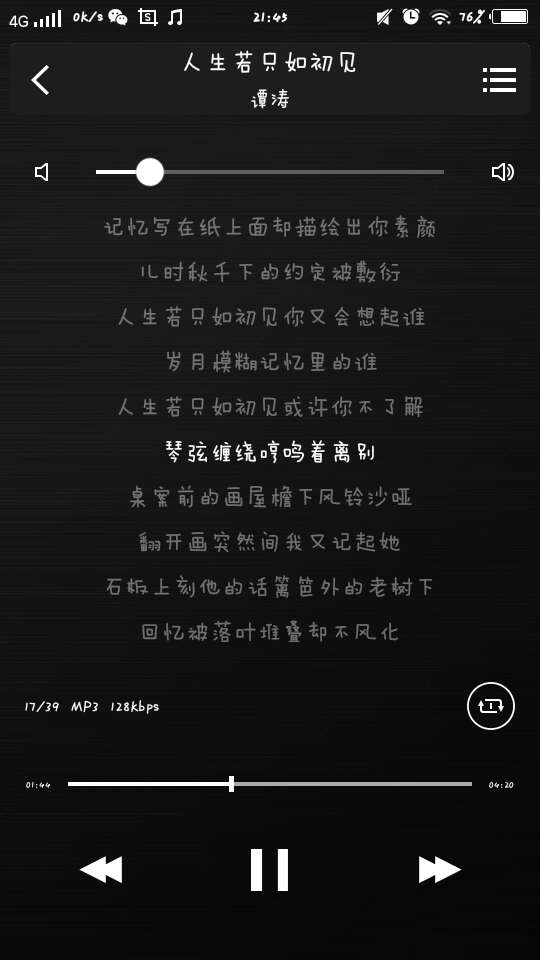 4G 0k/s 21:45 76%
人生若只如初见
谭涛
记忆写在纸上面却描绘出你素颜
儿时秋千下的约定被敷衍
人生若只如初见你又会想起谁
岁月模糊记忆里的谁
人生若只如初见或许你不了解
琴弦缠绕哼鸣着离别
桌案前的画屋檐下风铃沙哑
翻开画突然间我又记起她
石板上刻他的话篱笆外的老树下
回忆被落叶堆叠却不风化
17/39 MP3 128kbps
01:44 04:20